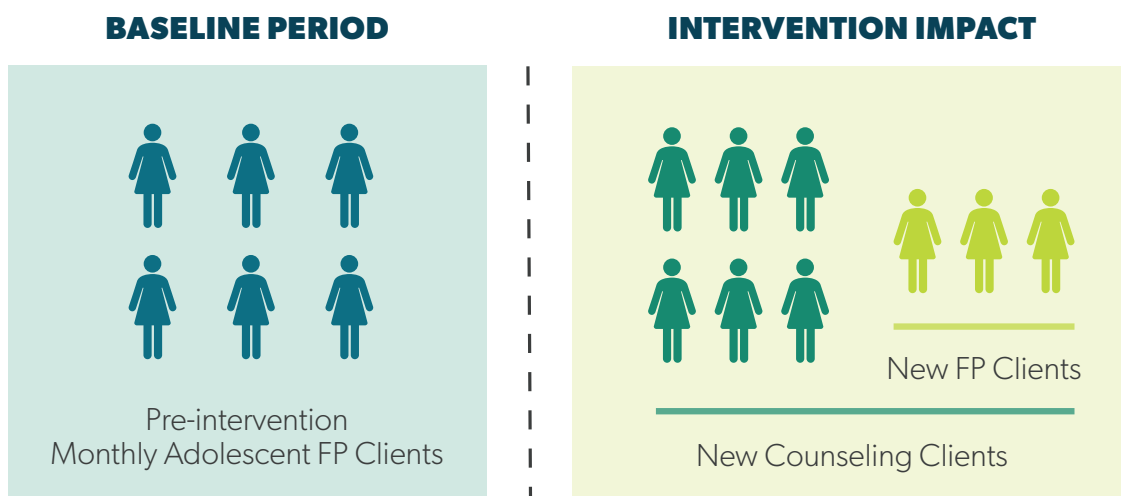 BASELINE PERIOD
Pre-intervention
Monthly Adolescent FP Clients
INTERVENTION IMPACT
New FP Clients
New Counseling Clients